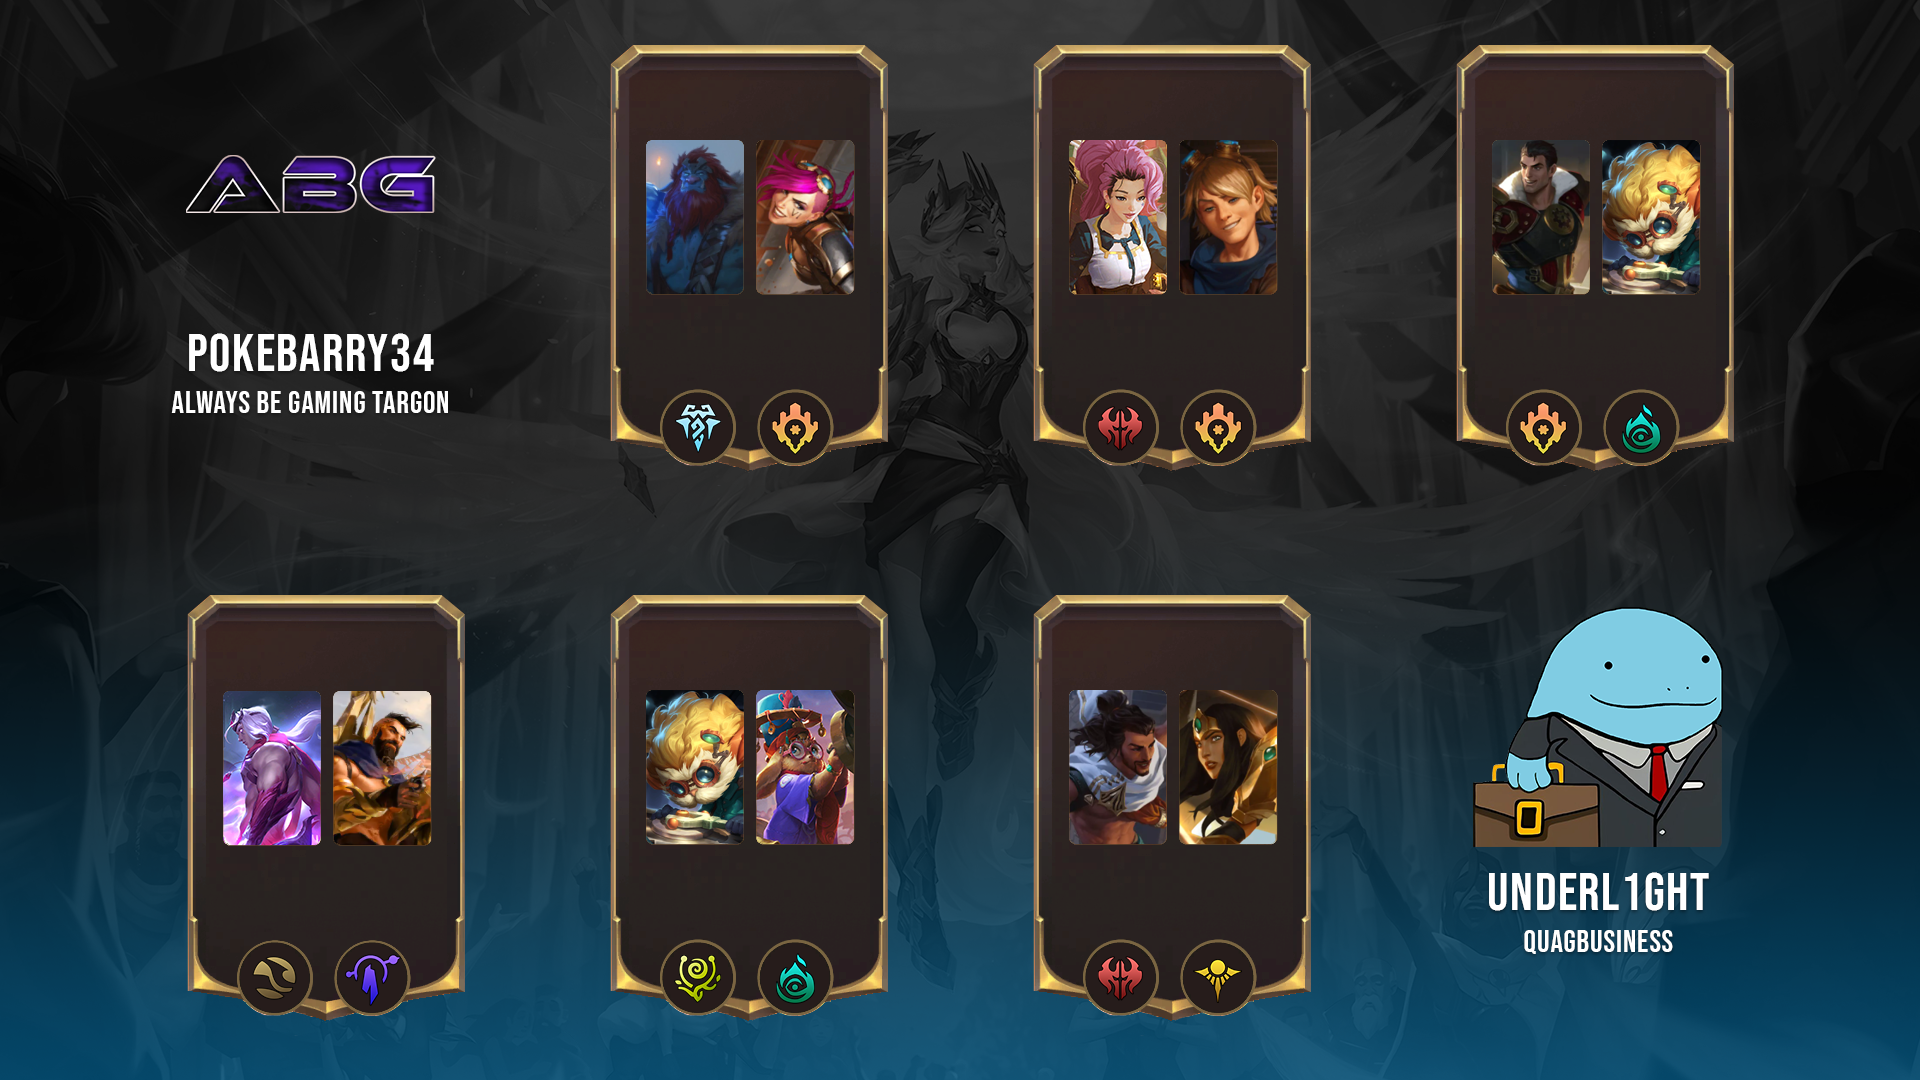 ABG
POKEBARRY34
ALWAYS BE GAMING TARGON
UNDERL1GHT
QUAGBUSINESS